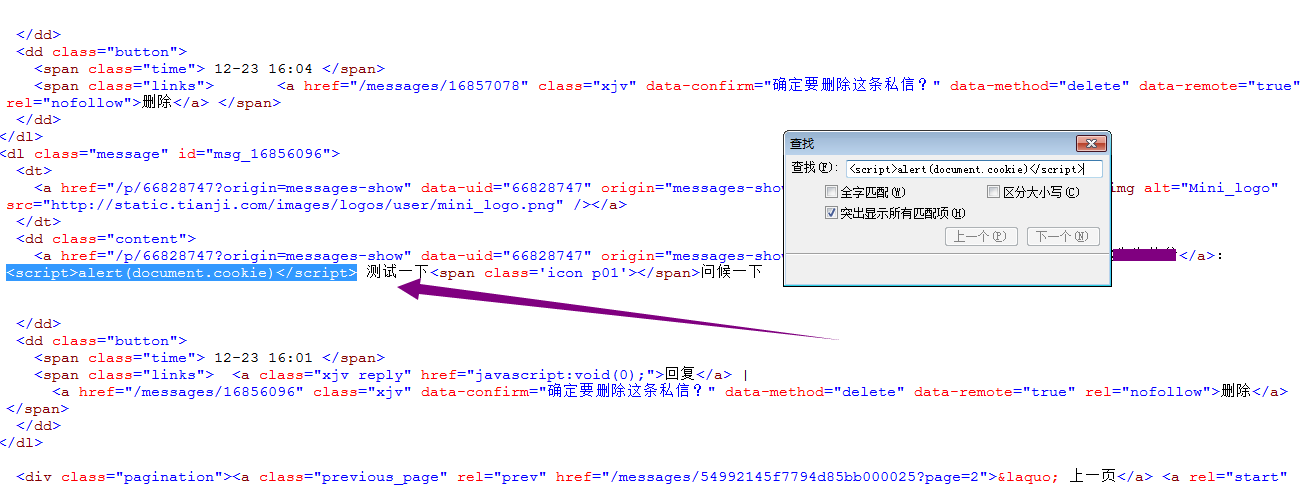 </dd>
<dd class="button">
<span class="time"> 12-23 16:04 </span>
<span class="links"> <a href="/messages/16857078" class="xjv" data-confirm="确定要删除这条私信？" data-method="delete" data-remote="true"
rel="nofollow">删除</a> </span>
</dd>
</dl>
<dl class="message" id="msg_16856096">
<dt>
<a href="/p/66828747?origin=messages-show" data-uid="66828747" origin="messages-show
mg alt="Mini_logo"
src="http://static.tianji.com/images/logos/user/mini_logo.png" /></a>
</dt>
<dd class="content">
<a href="/p/66828747?origin=messages-show" data-uid="66828747" origin="messages-show
</a>:
<script>alert(document.cookie)</script> 测试一下<span class='icon p01'></span>问候一下
</dd>
<dd class="button">
<span class="time"> 12-23 16:01 </span>
<span class="links"> <a class="xjv reply" href="javascript:void(0);">回复</a> |
<a href="/messages/16856096" class="xjv" data-confirm="确定要删除这条私信？" data-method="delete" data-remote="true" rel="nofollow">删除</a>
</span>
</dd>
</dl>
<div class="pagination"><a class="previous_page" rel="prev" href="/messages/54992145f7794d85bb000025?page=2">&laquo; 上一页</a> <a rel="start"
查找
查找(F): <script>alert(document.cookie)</script>
全字匹配(W) 区分大小写(C)
突出显示所有匹配项(H)
上一个(P) 下一个(N)